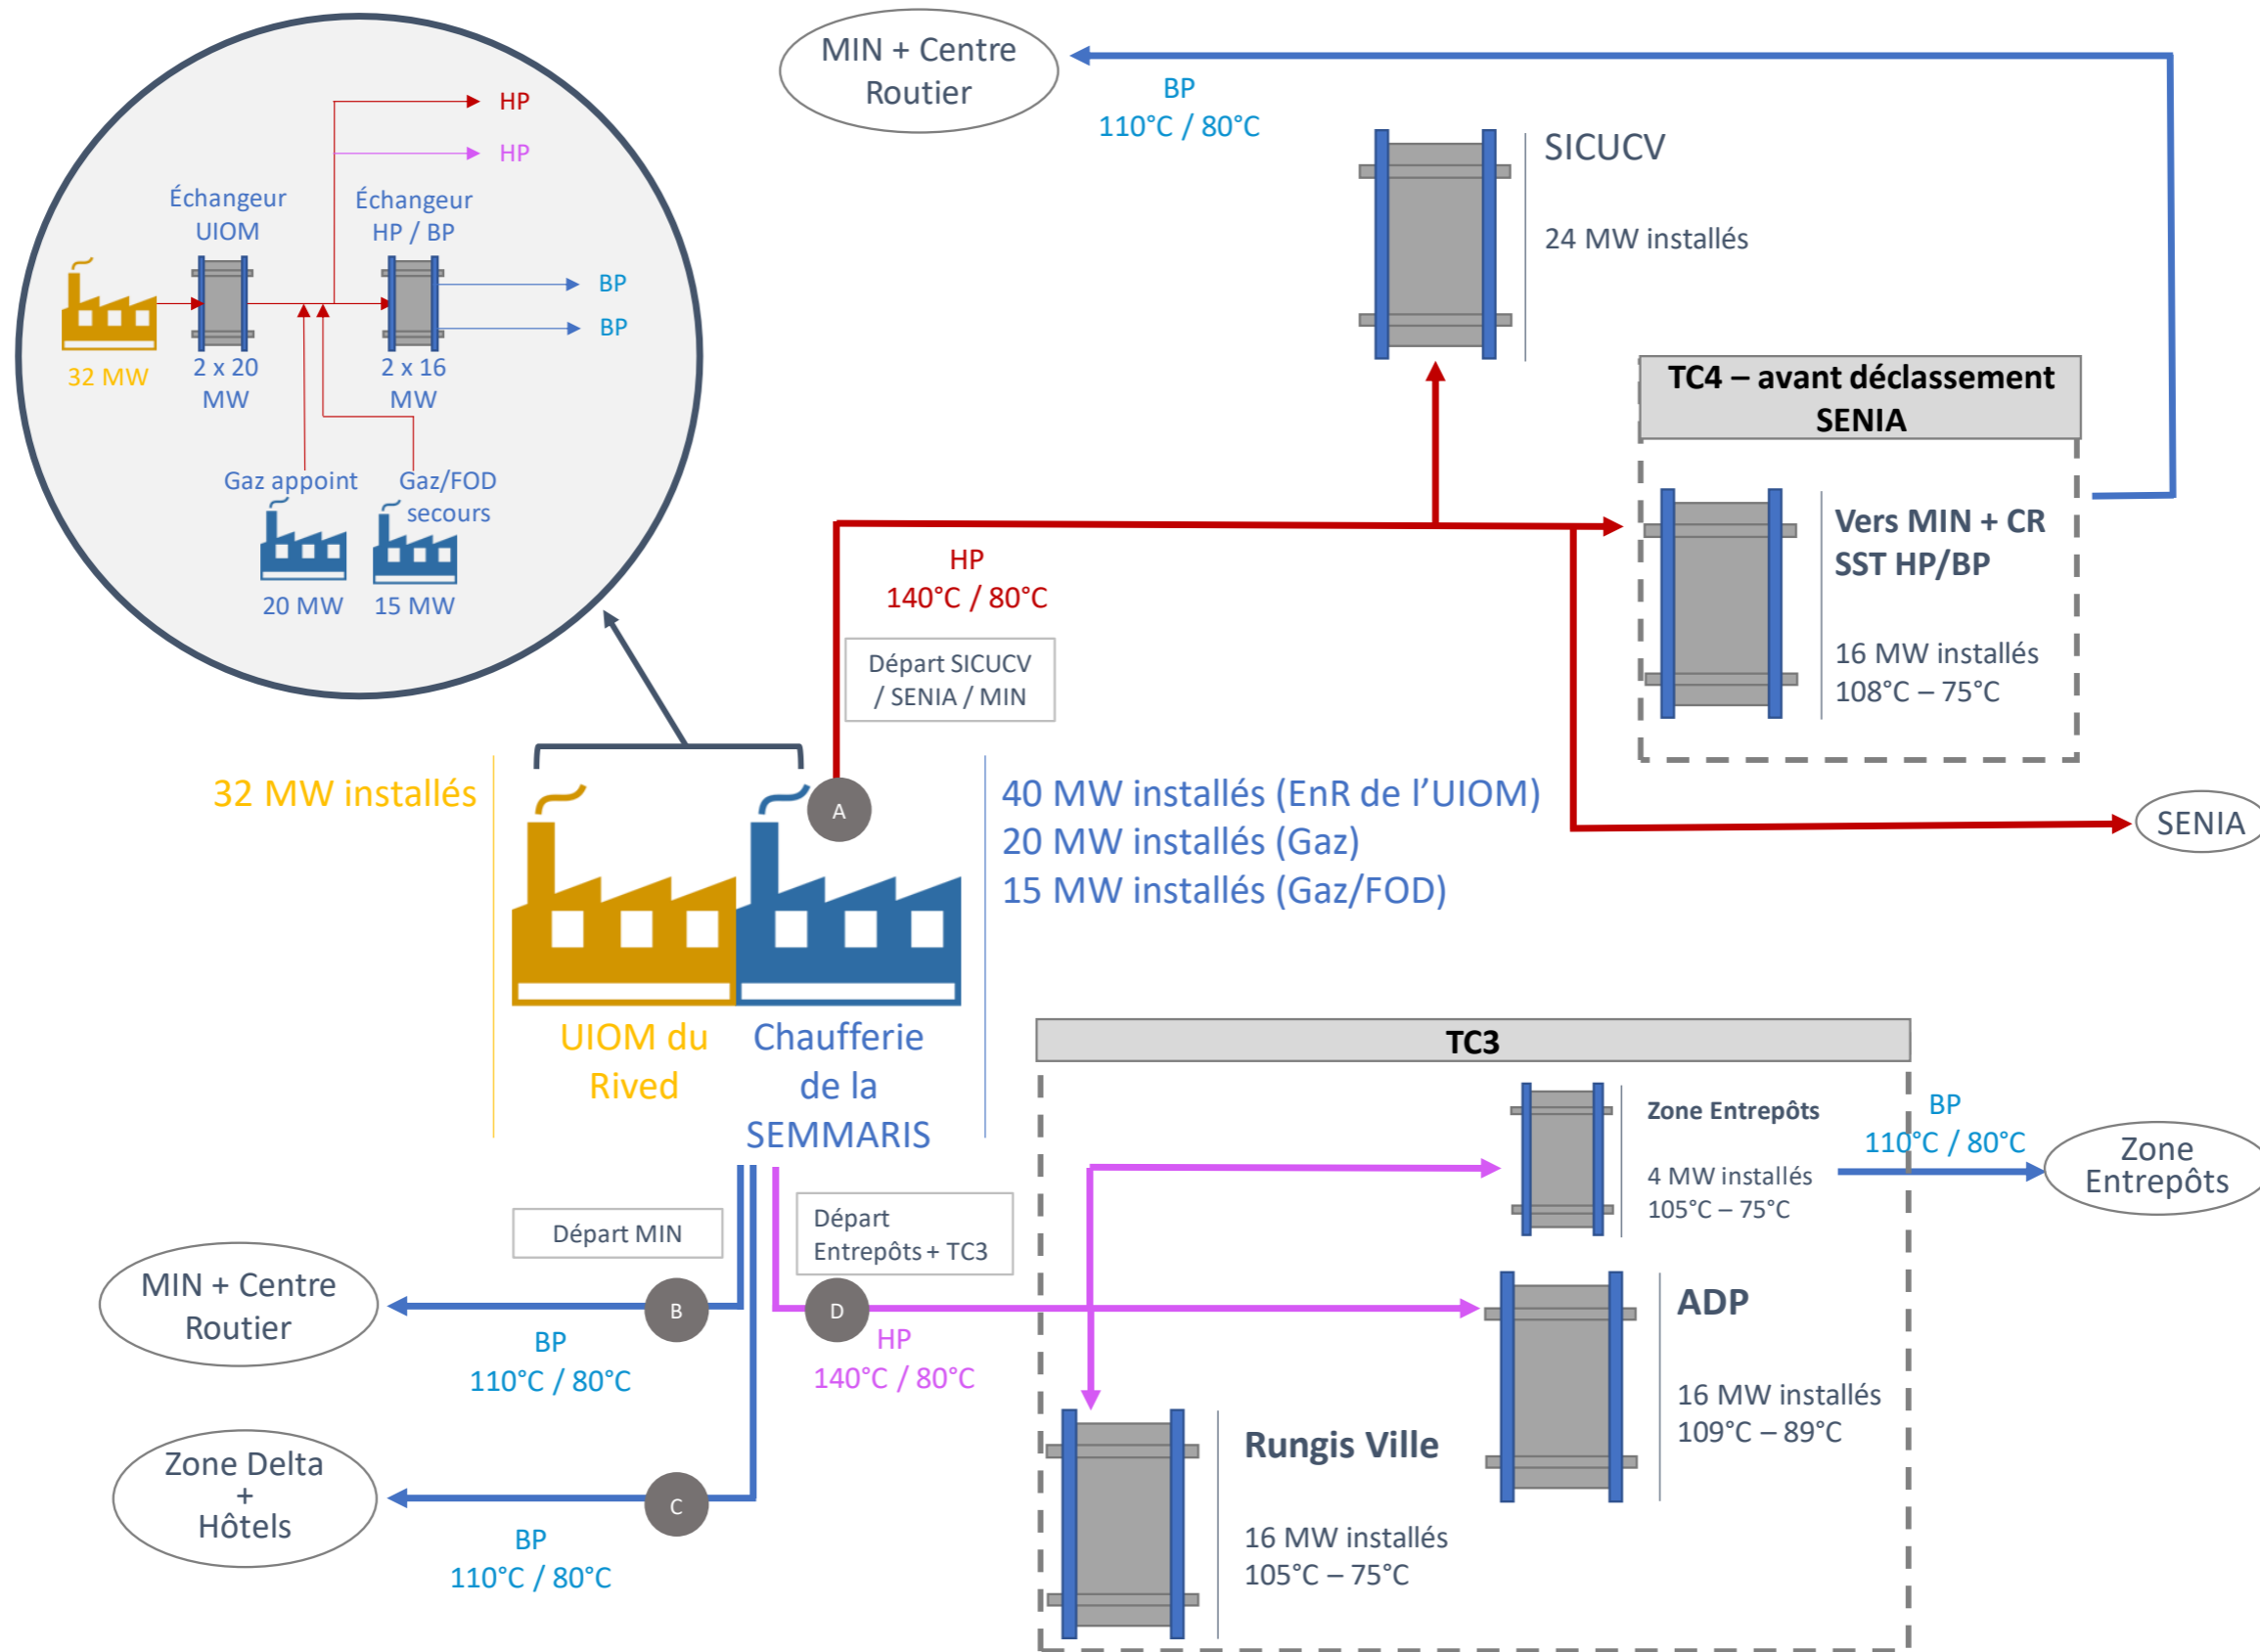 HP
HP
Échangeur
UIOM
Échangeur
HP / BP
BP
BP
32 MW
2 x 20
MW
2 x 16
MW
Gaz appoint
Gaz/FOD
secours
20 MW
15 MW
MIN + Centre
Routier
BP
110°C / 80°C
SICUCV
24 MW installés
TC4 – avant déclassement
SENIA
Vers MIN + CR
SST HP/BP
16 MW installés
108°C – 75°C
HP
140°C / 80°C
Départ SICUCV
/ SENIA / MIN
A
SENIA
32 MW installés
40 MW installés (EnR de l’UIOM)
20 MW installés (Gaz)
15 MW installés (Gaz/FOD)
UIOM du
Rived
Chaufferie
de la
SEMMARIS
TC3
Zone Entrepôts
4 MW installés
105°C – 75°C
BP
110°C / 80°C
Zone
Entrepôts
Départ MIN
Départ
Entrepôts + TC3
MIN + Centre
Routier
B
BP
110°C / 80°C
D
HP
140°C / 80°C
ADP
16 MW installés
109°C – 89°C
Zone Delta
+
Hôtels
C
BP
110°C / 80°C
Rungis Ville
16 MW installés
105°C – 75°C